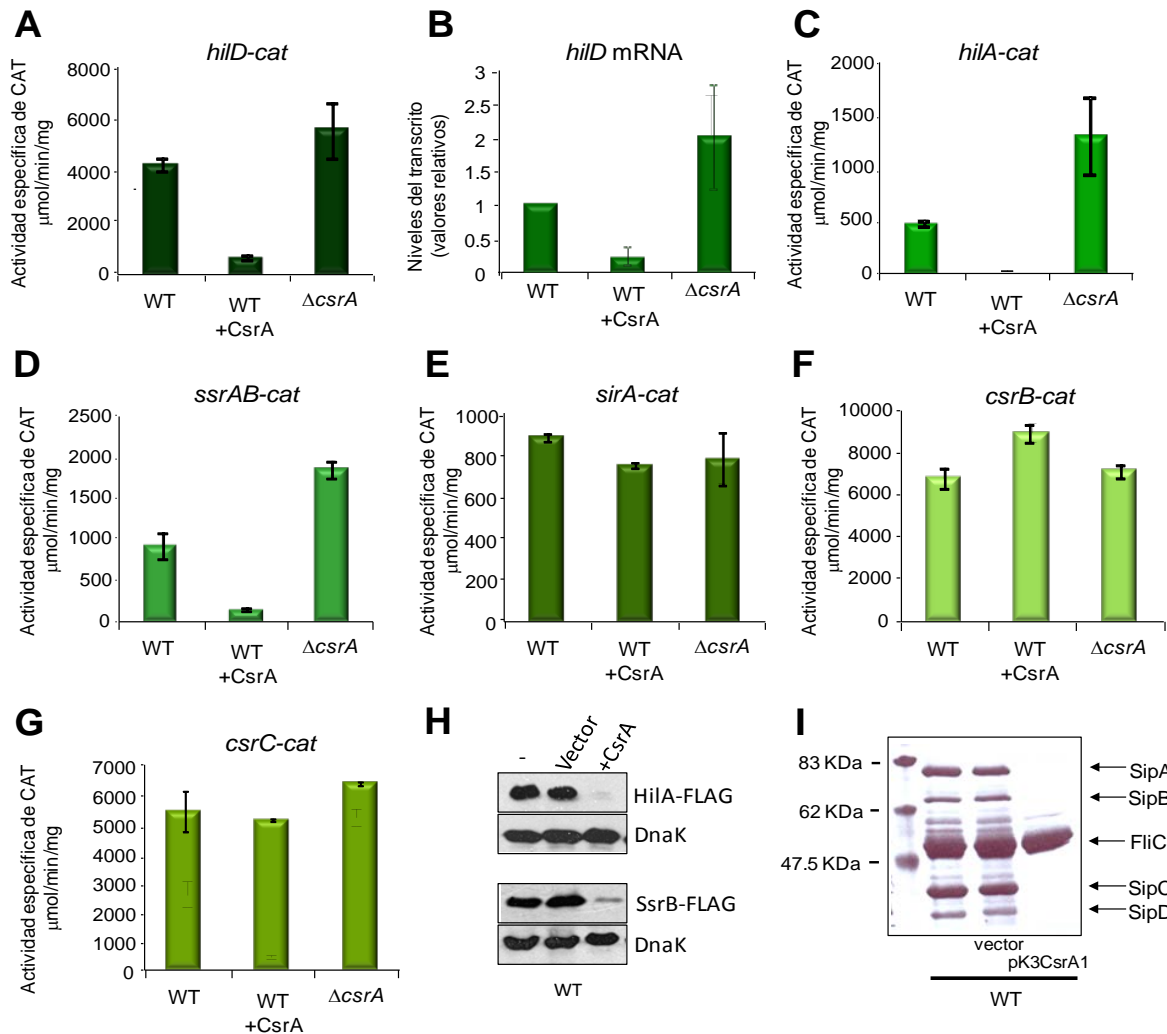 A
hilD-cat
Actividad específica de CAT
µmol/min/mg
8000
6000
4000
2000
0
WT
WT
+CsrA
ΔcsrA
B
hilD mRNA
Niveles del transcrito
(valores relativos)
3
2.5
2
1.5
1
0.5
0
WT
WT
+CsrA
ΔcsrA
C
hilA-cat
Actividad específica de CAT
µmol/min/mg
2000
1500
1000
500
0
WT
WT
+CsrA
ΔcsrA
D
ssrAB-cat
Actividad específica de CAT
µmol/min/mg
2500
2000
1500
1000
500
0
WT
WT
+CsrA
ΔcsrA
E
sirA-cat
Actividad específica de CAT
µmol/min/mg
1000
800
600
400
200
0
WT
WT
+CsrA
ΔcsrA
F
csrB-cat
Actividad específica de CAT
µmol/min/mg
10000
8000
6000
4000
2000
0
WT
WT
+CsrA
ΔcsrA
G
csrC-cat
Actividad específica de CAT
µmol/min/mg
7000
6000
5000
4000
3000
2000
1000
0
WT
WT
+CsrA
ΔcsrA
H
- Vector +CsrA
HilA-FLAG
DnaK
SsrB-FLAG
DnaK
WT
I
83 KDa
62 KDa
47.5 KDa
SipA
SipB
FliC
SipC
SipD
vector
pK3CsrA1
WT